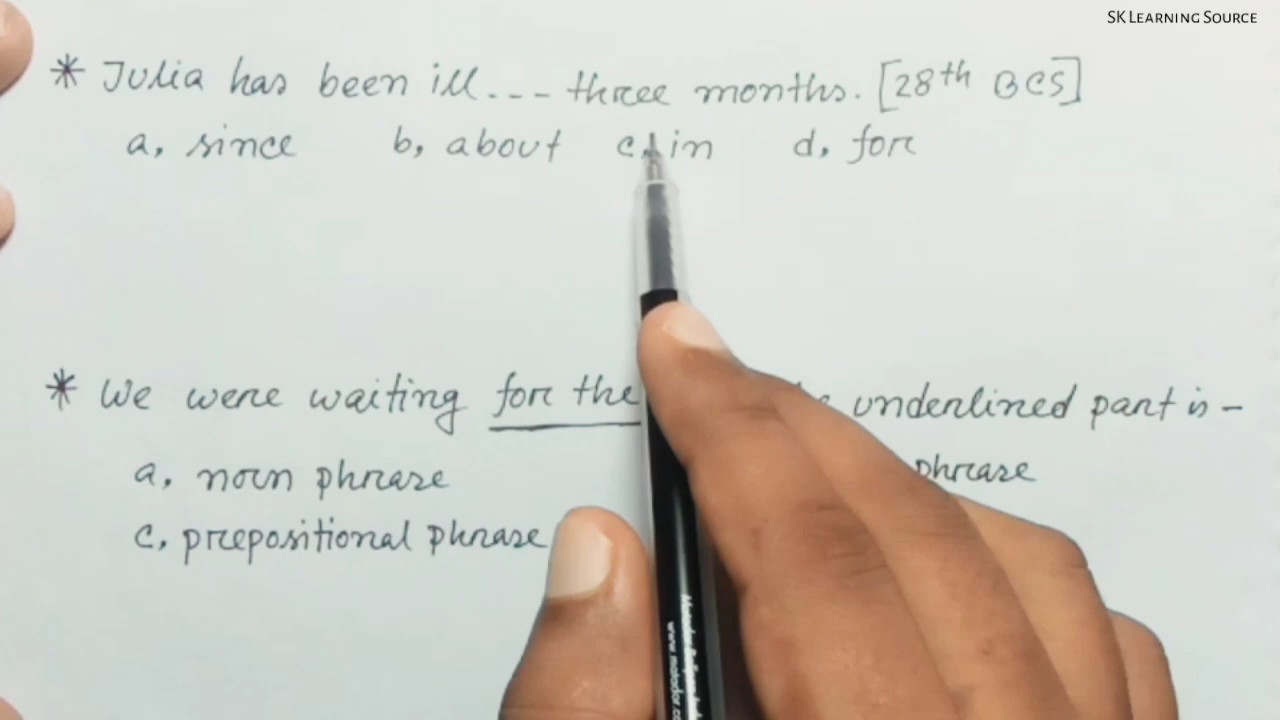 SK Learning Source
* Julia has been ill... three months. [28th BCS]
a, since b, about c, in d, for
* We were waiting for the underlined part is -
a, noun phrase phrase
c, prepositional phrase